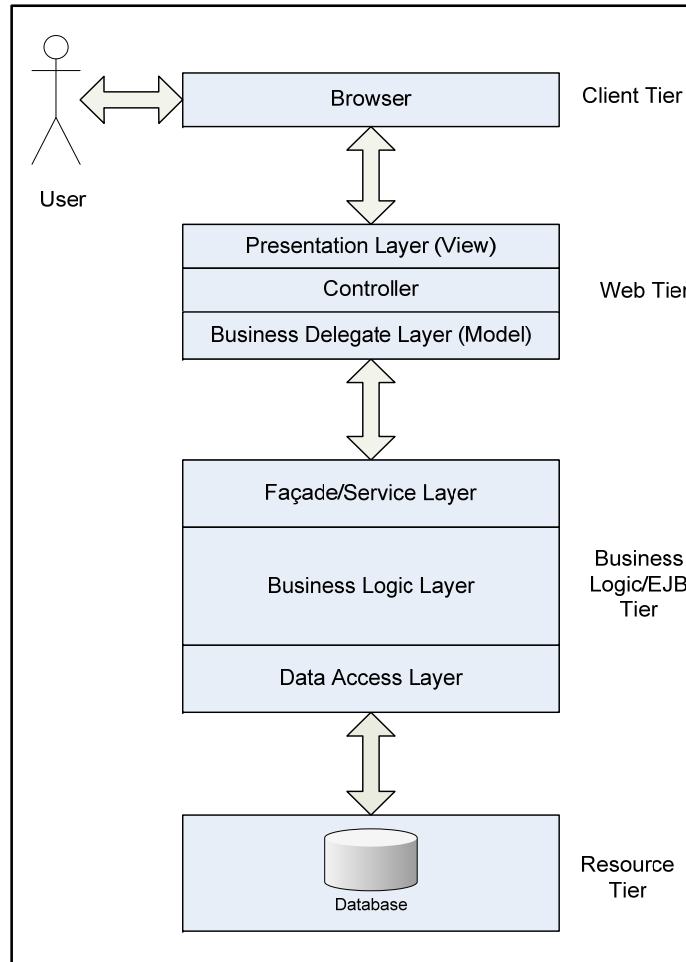 User
Browser
Client Tier
Presentation Layer (View)
Controller
Business Delegate Layer (Model)
Web Tier
Façade/Service Layer
Business Logic Layer
Data Access Layer
Business
Logic/EJB
Tier
Database
Resource
Tier